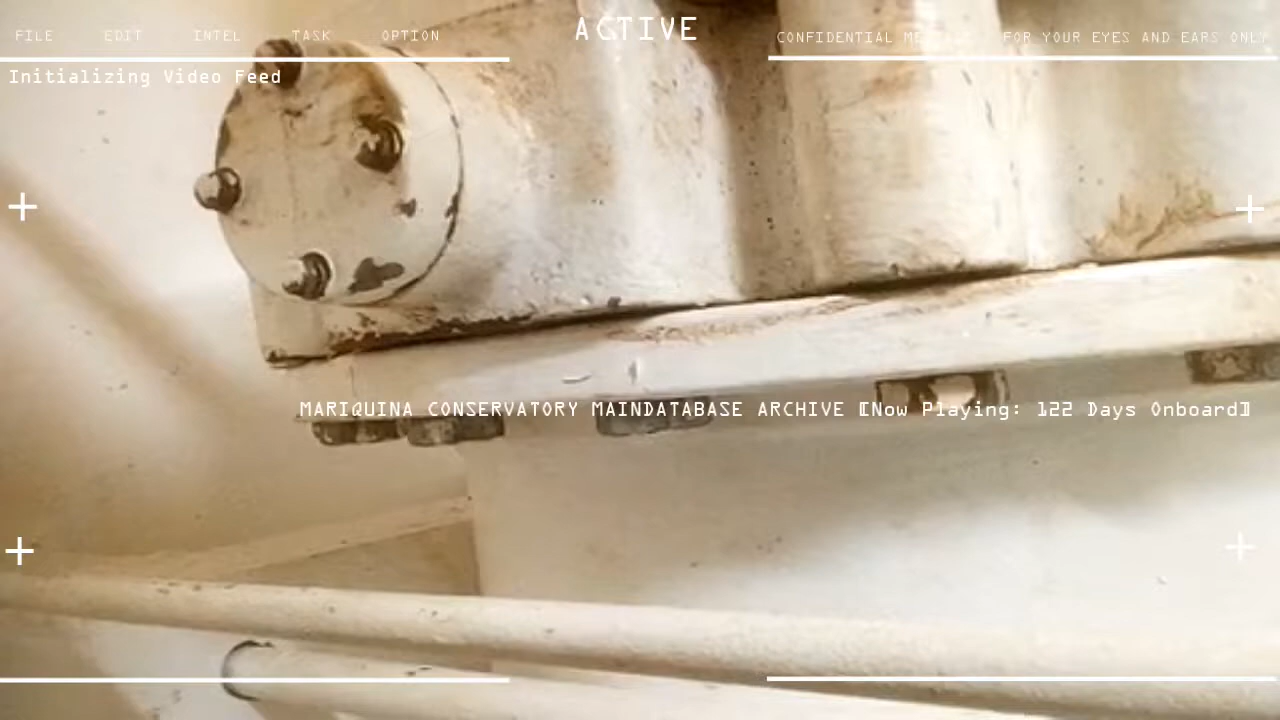 FILE EDIT INTEL TASK OPTION
ACTIVE
CONFIDENTIAL FOR YOUR EYES AND EARS ONLY
Initializing Video Feed
MARIQUINA CONSERVATORY MAINDATABASE ARCHIVE [Now Playing: 122 Days Onboard]